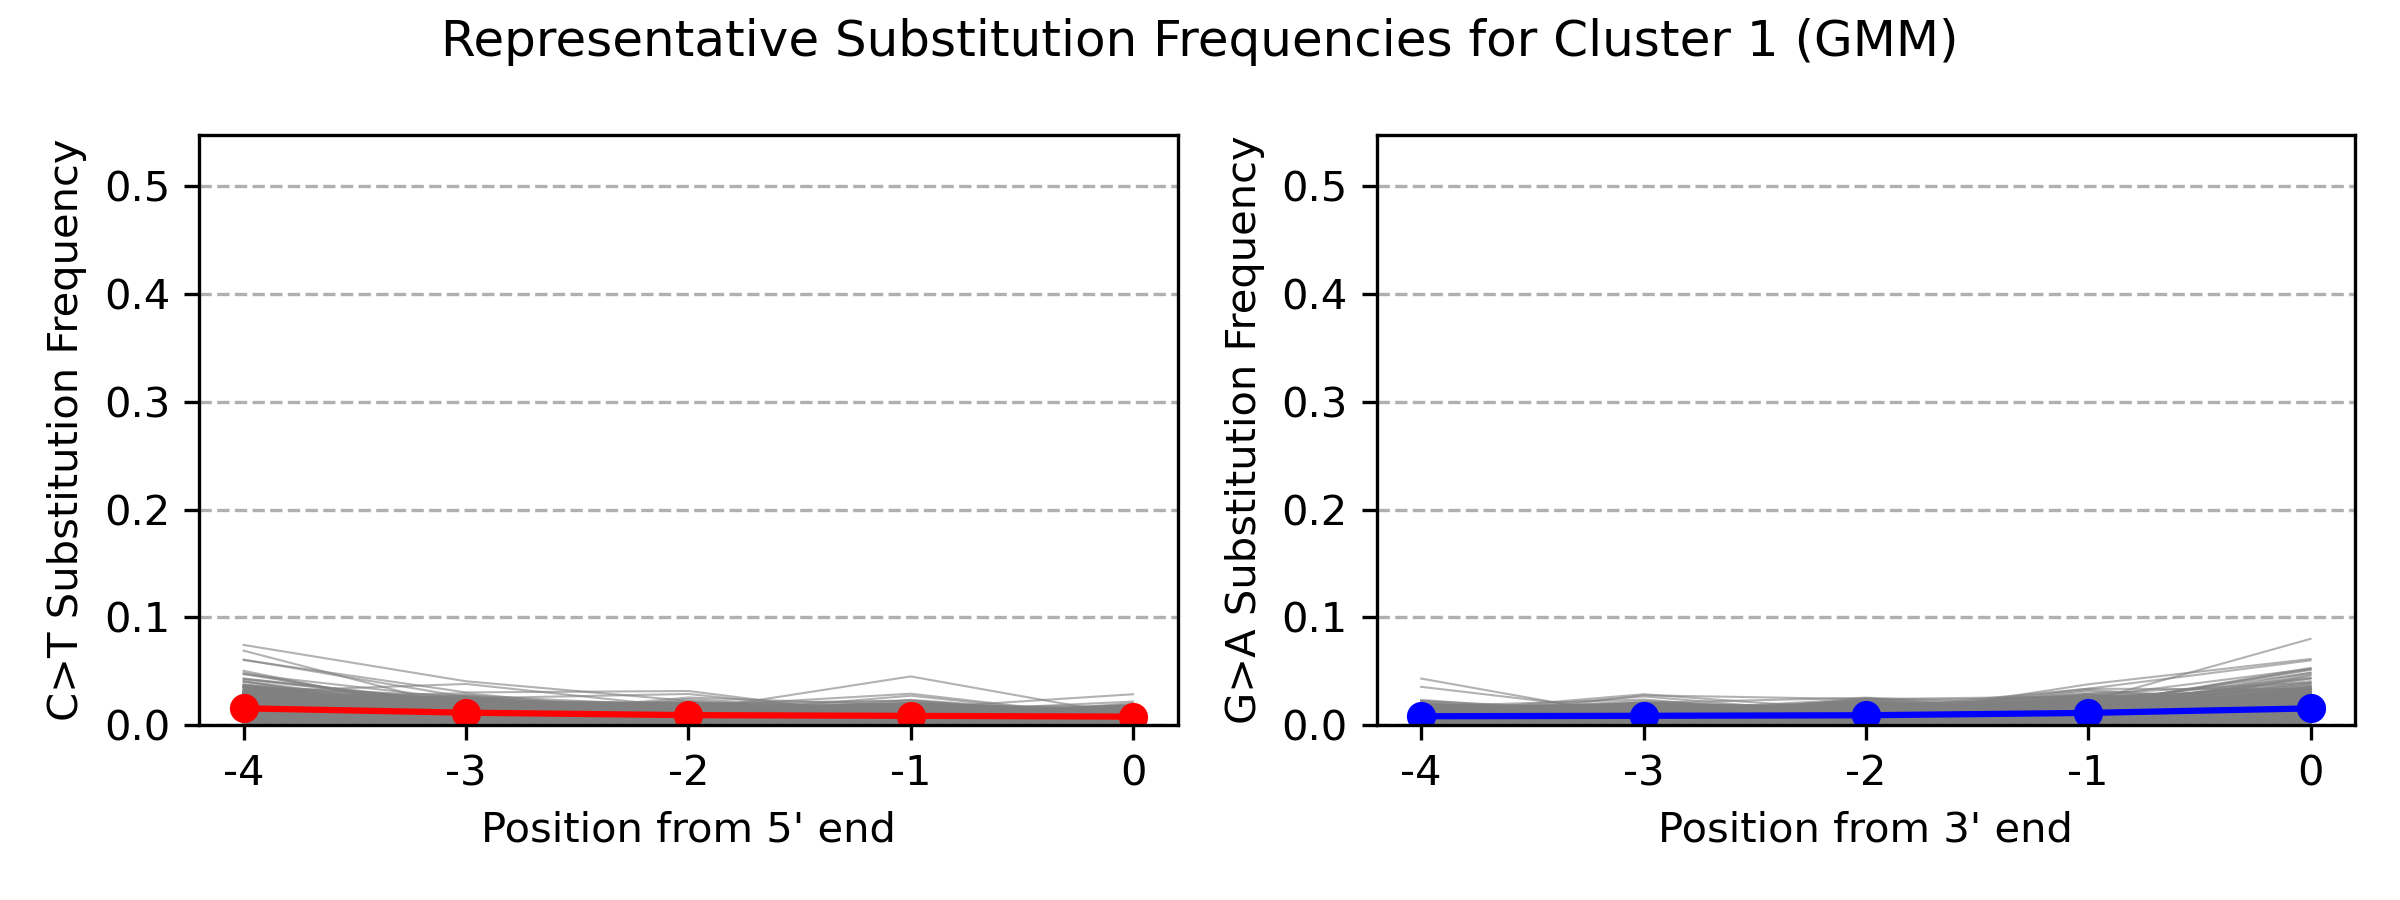 Representative Substitution Frequencies for Cluster 1 (GMM)
C>T Substitution Frequency
0.5
0.4
0.3
0.2
0.1
0.0
-4 -3 -2 -1 0
Position from 5' end
G>A Substitution Frequency
0.5
0.4
0.3
0.2
0.1
0.0
-4 -3 -2 -1 0
Position from 3' end